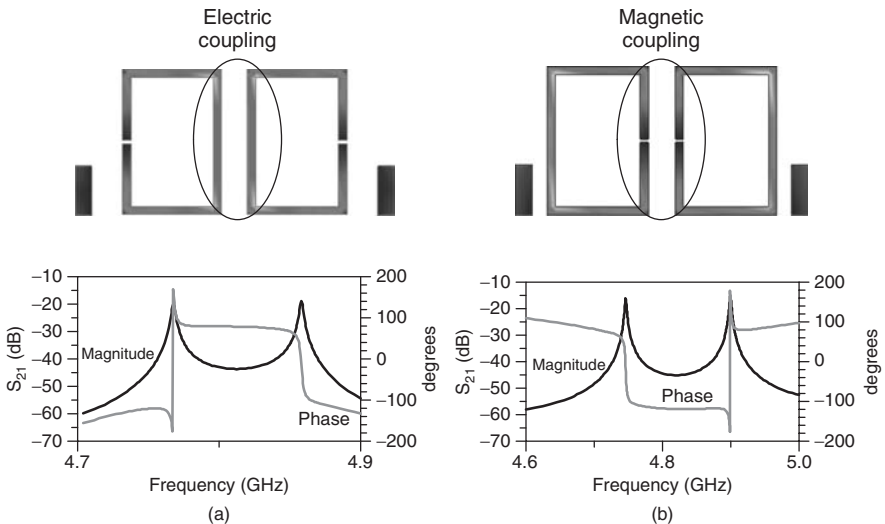 Electric
coupling
Magnetic
coupling
−10
−20
−30
−40
−50
−60
−70
S21 (dB)
200
100
0
−100
−200
degrees
Magnitude
Phase
4.7
4.9
Frequency (GHz)
(a)
−10
−20
−30
−40
−50
−60
−70
S21 (dB)
200
100
0
−100
−200
degrees
Magnitude
Phase
4.6
4.8
5.0
Frequency (GHz)
(b)